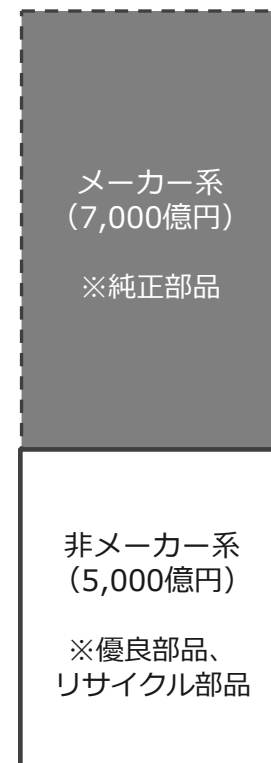 メーカー系
（7,000億円）
※純正部品
非メーカー系
（5,000億円）
※優良部品、
リサイクル部品